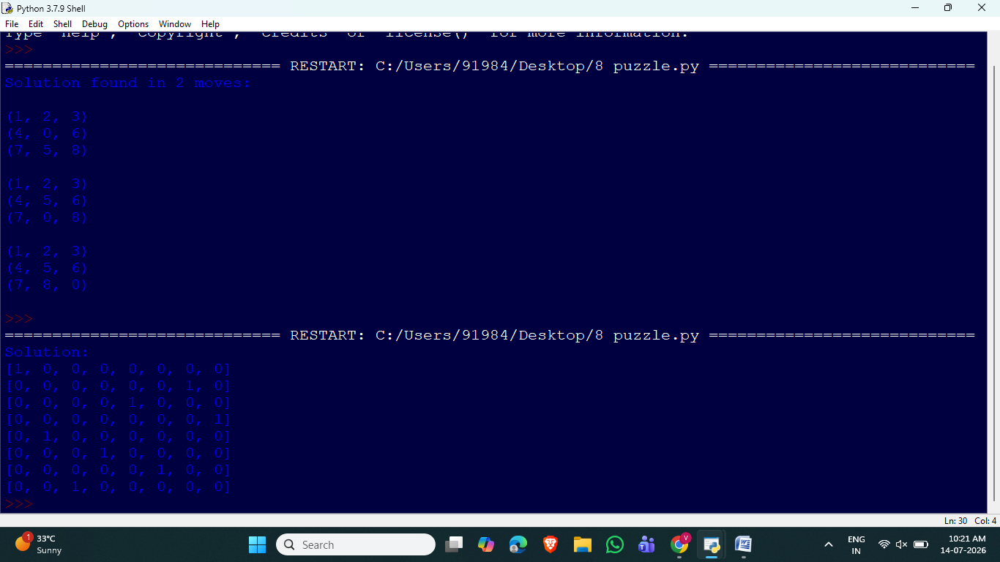 Python 3.7.9 Shell
File Edit Shell Debug Options Window Help
Type "help", "copyright", "credits" or "license()" for more information.
>>>
============================= RESTART: C:/Users/91984/Desktop/8 puzzle.py ============================
Solution found in 2 moves:
(1, 2, 3)
(4, 0, 6)
(7, 5, 8)
(1, 2, 3)
(4, 5, 6)
(7, 0, 8)
(1, 2, 3)
(4, 5, 6)
(7, 8, 0)
>>>
============================= RESTART: C:/Users/91984/Desktop/8 puzzle.py ============================
Solution:
[1, 0, 0, 0, 0, 0, 0, 0]
[0, 0, 0, 0, 0, 0, 1, 0]
[0, 0, 0, 0, 1, 0, 0, 0]
[0, 0, 0, 0, 0, 0, 0, 1]
[0, 1, 0, 0, 0, 0, 0, 0]
[0, 0, 0, 1, 0, 0, 0, 0]
[0, 0, 0, 0, 0, 1, 0, 0]
[0, 0, 1, 0, 0, 0, 0, 0]
>>>
Ln: 30 Col: 4
1
33°C
Sunny
Search
V
ENG
IN
10:21 AM
14-07-2026